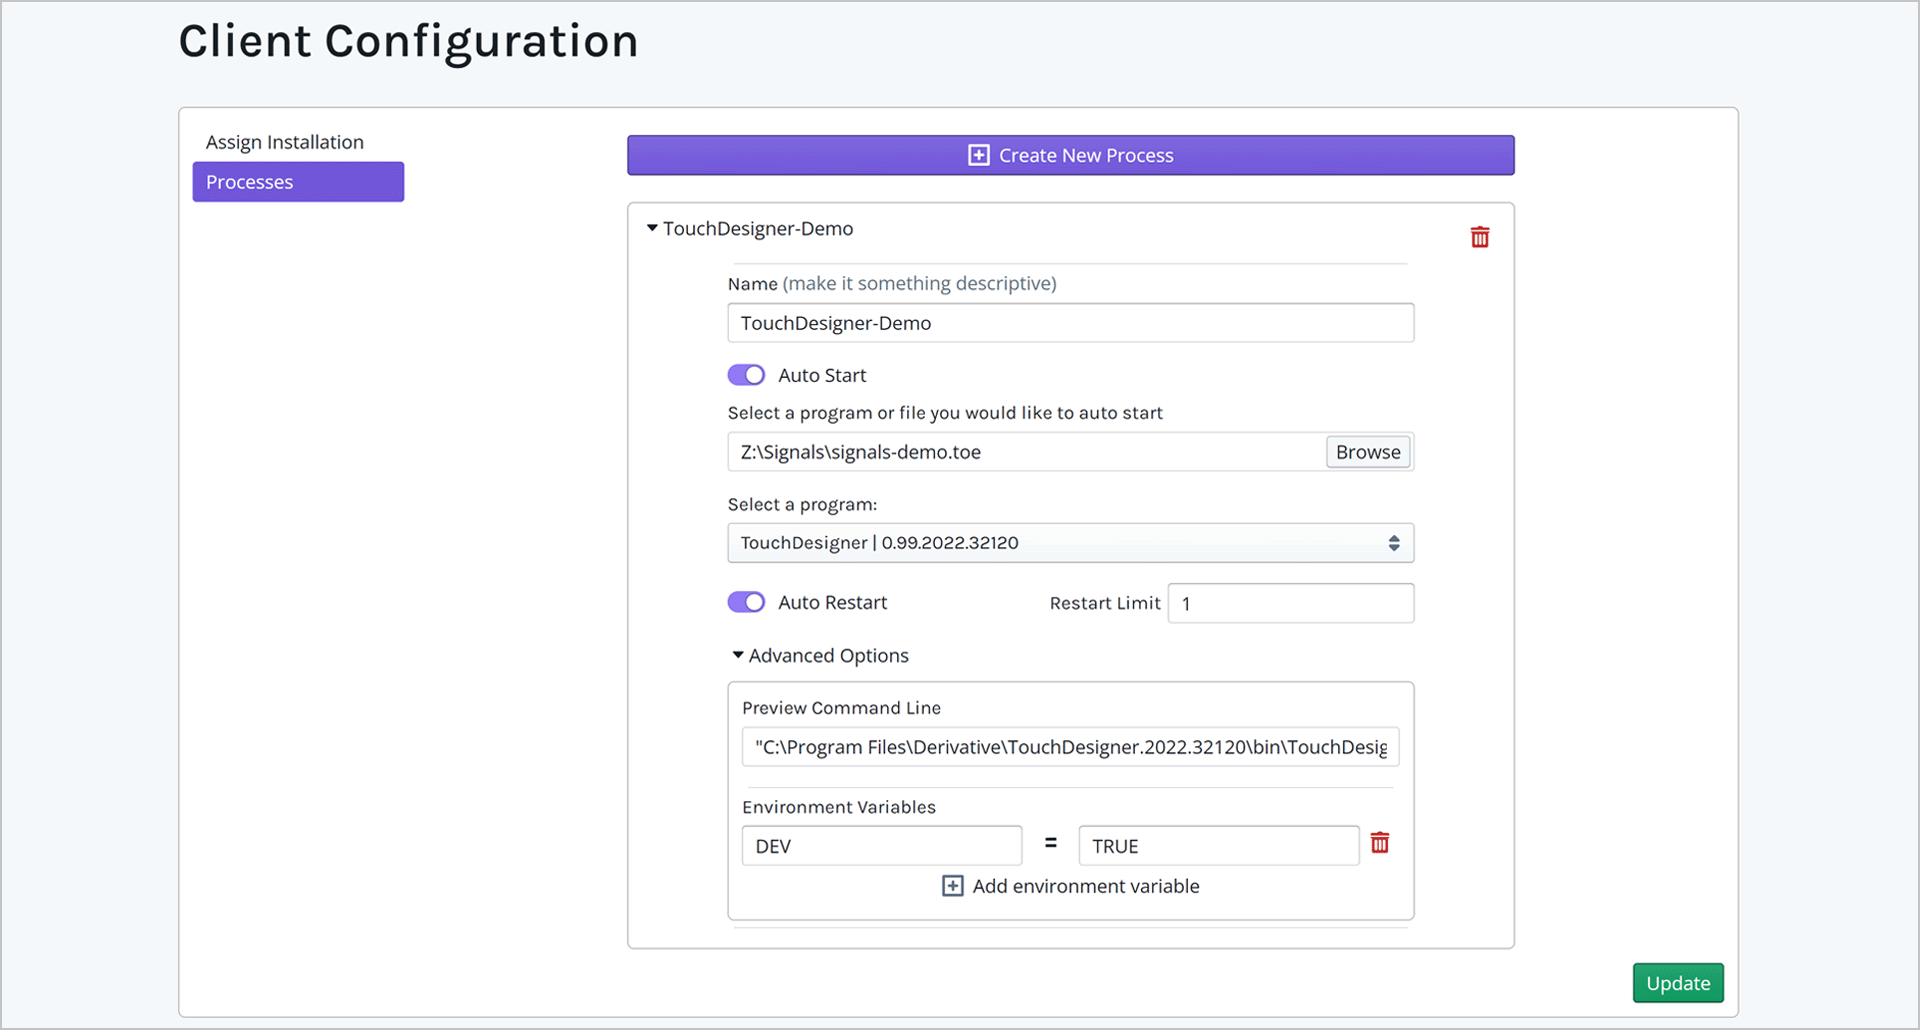 Client Configuration
Assign Installation
Processes
Create New Process
TouchDesigner-Demo
Name (make it something descriptive)
TouchDesigner-Demo
Auto Start
Select a program or file you would like to auto start
Z:\Signals\signals-demo.toe
Browse
Select a program:
TouchDesigner | 0.99.2022.32120
Auto Restart
Restart Limit
1
Advanced Options
Preview Command Line
"C:\Program Files\Derivative\TouchDesigner.2022.32120\bin\TouchDesig
Environment Variables
DEV = TRUE
Add environment variable
Update